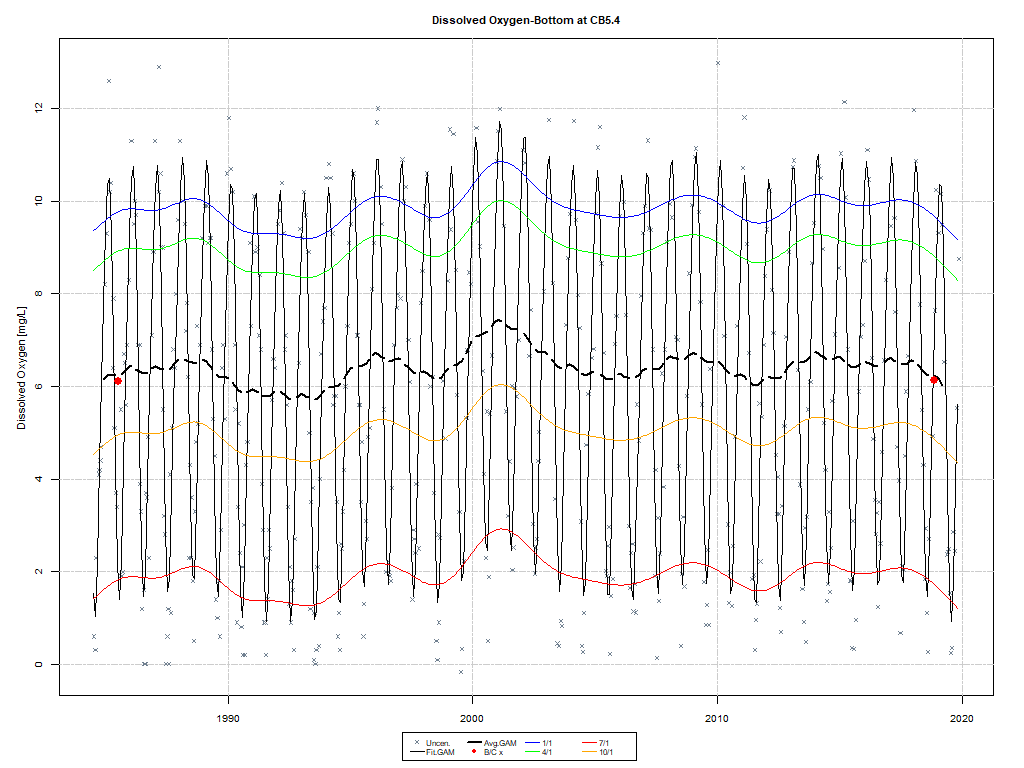 Dissolved Oxygen-Bottom at CB5.4
Dissolved Oxygen [mg/L]
12
10
8
6
4
2
0
1990 2000 2010 2020
Uncen. Avg.GAM 1/1 7/1
Fit.GAM B/C x 4/1 10/1